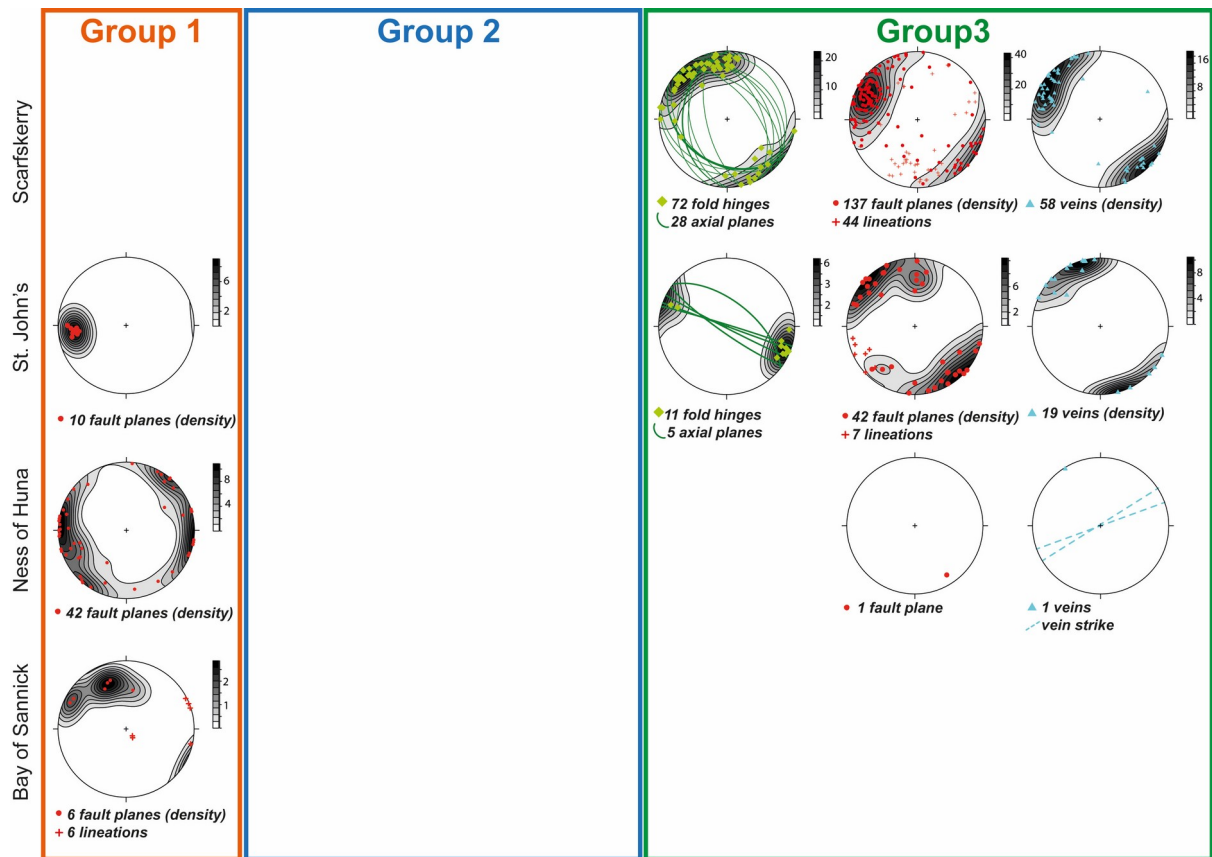 Group 1
Group 2
Group3
Scarfskerry
20
10
40
20
16
8
72 fold hinges
28 axial planes
137 fault planes (density)
44 lineations
58 veins (density)
St. John's
6
2
6
4
3
2
1
8
6
4
2
8
4
10 fault planes (density)
11 fold hinges
5 axial planes
42 fault planes (density)
7 lineations
19 veins (density)
Ness of Huna
8
4
42 fault planes (density)
1 fault plane
1 veins
vein strike
Bay of Sannick
2
1
6 fault planes (density)
6 lineations